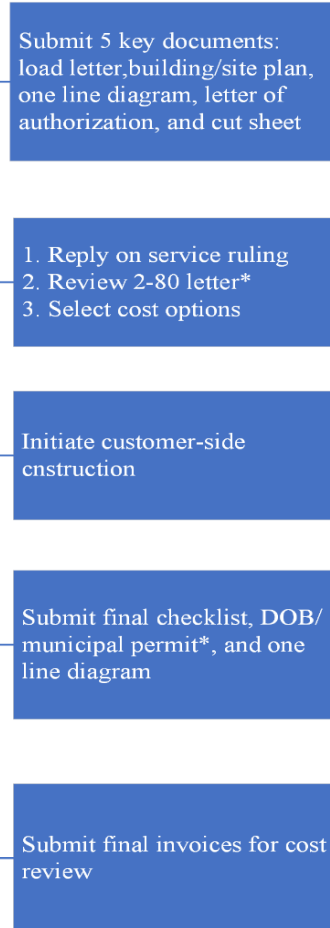 Submit 5 key documents:
load letter,building/site plan,
one line diagram, letter of
authorization, and cut sheet
1. Reply on service ruling
2. Review 2-80 letter*
3. Select cost options
Initiate customer-side
cnstruction
Submit final checklist, DOB/
municipal permit*, and one
line diagram
Submit final invoices for cost
review